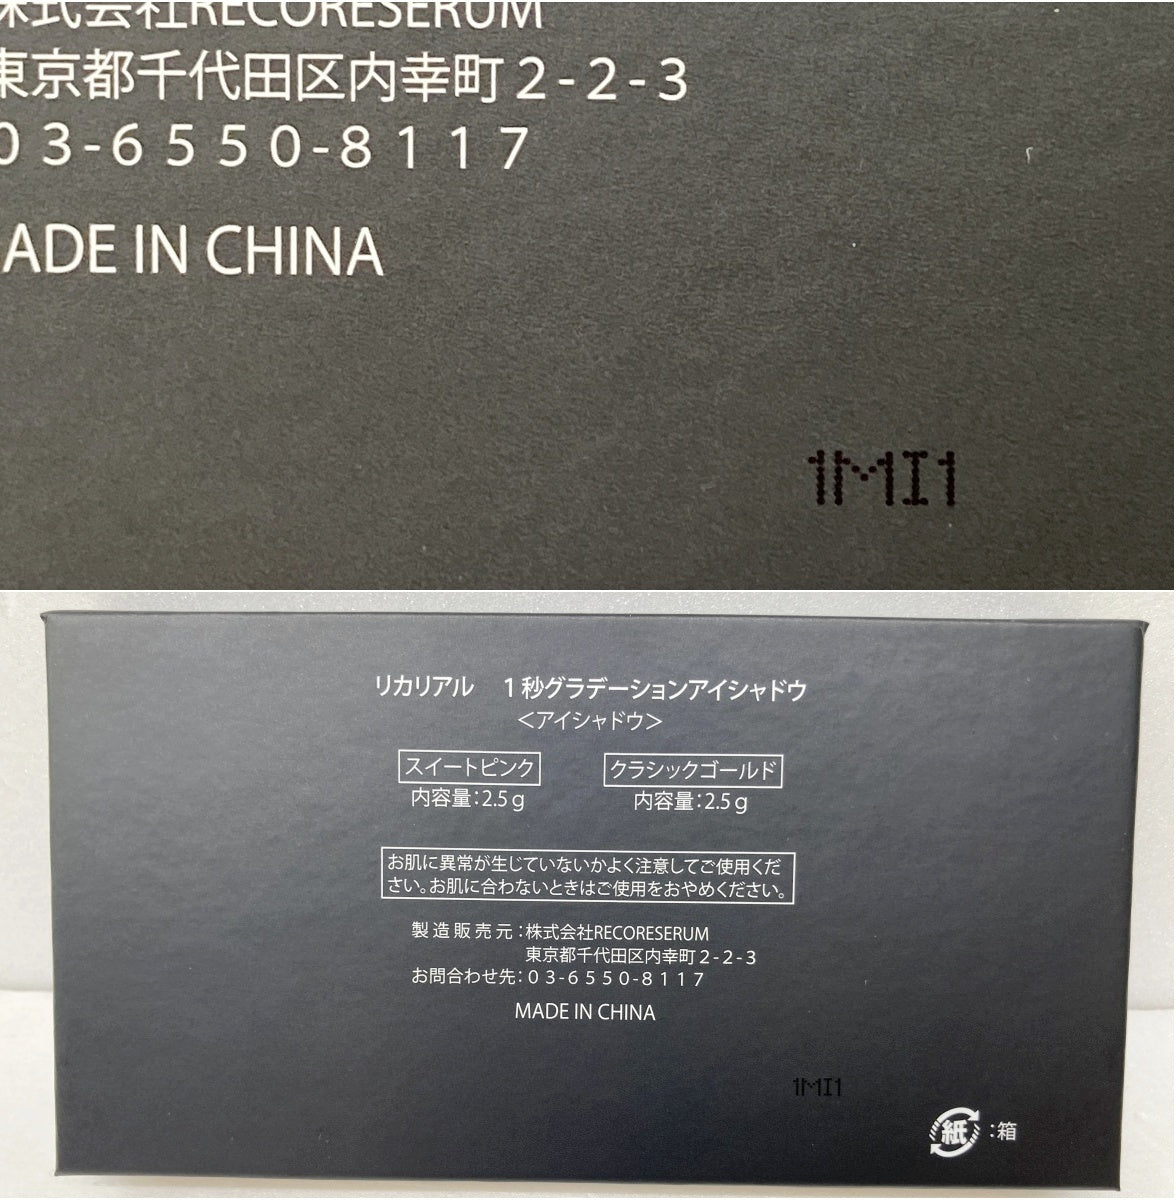 株式会社RECORESERUM
東京都千代田区内幸町2-2-3
03-6550-8117
MADE IN CHINA
1MI1
リカリアル　1秒グラデーションアイシャドウ
＜アイシャドウ＞
スイートピンク　クラシックゴールド
内容量：2.5g　内容量：2.5g
お肌に異常が生じていないかよく注意してご使用くだ
さい。お肌に合わないときはご使用をおやめください。
製造販売元：株式会社RECORESERUM
東京都千代田区内幸町2-2-3
お問合わせ先：03-6550-8117
MADE IN CHINA
1MI1
紙：箱